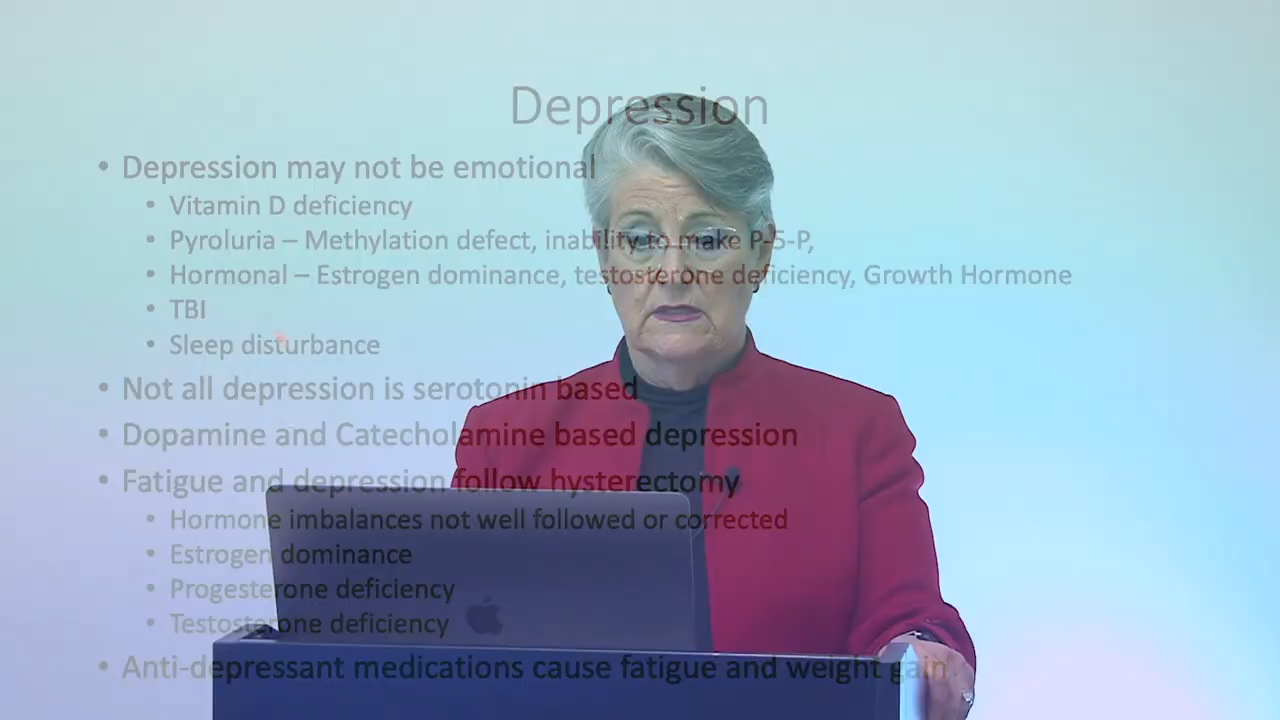 Depression
• Depression may not be emotional
• Vitamin D deficiency
• Pyroluria – Methylation defect, inability to make P-5-P,
• Hormonal – Estrogen dominance, testosterone deficiency, Growth Hormone
• TBI
• Sleep disturbance
• Not all depression is serotonin based
• Dopamine and Catecholamine based depression
• Fatigue and depression follow hysterectomy
• Hormone imbalances not well followed or corrected
• Estrogen dominance
• Progesterone deficiency
• Testosterone deficiency
• Anti-depressant medications cause fatigue and weight gain